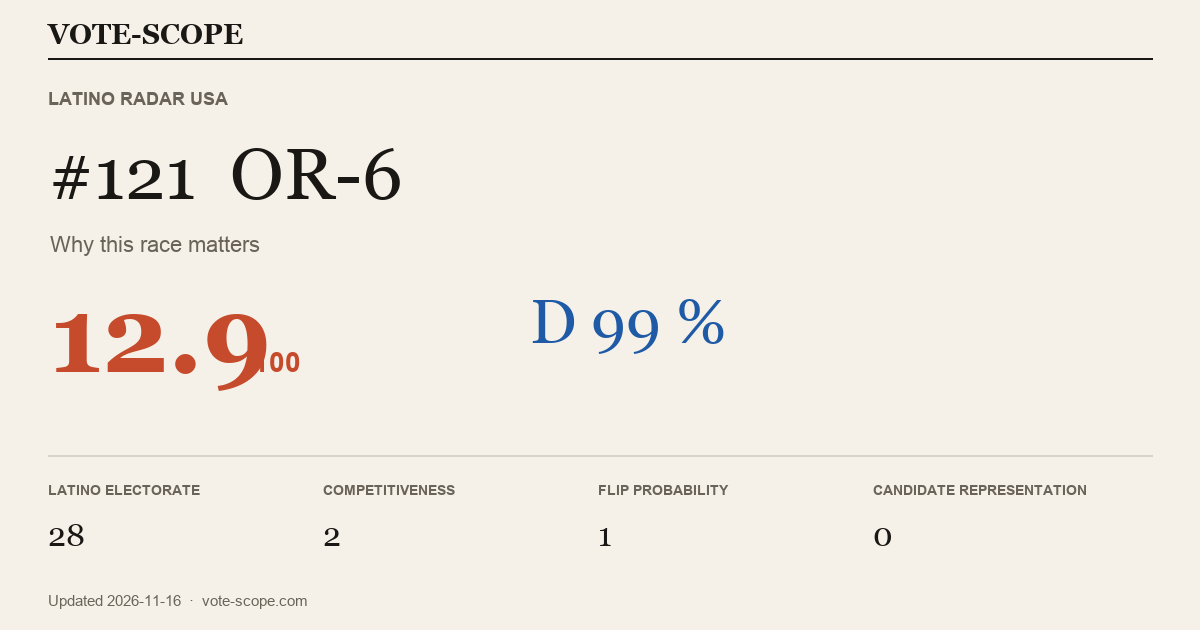 VOTE-SCOPE
LATINO RADAR USA
#121 OR-6
Why this race matters
12.9 00 D 99 %
LATINO ELECTORATE COMPETITIVENESS FLIP PROBABILITY CANDIDATE REPRESENTATION
28 2 1 0
Updated 2026-11-16 · vote-scope.com